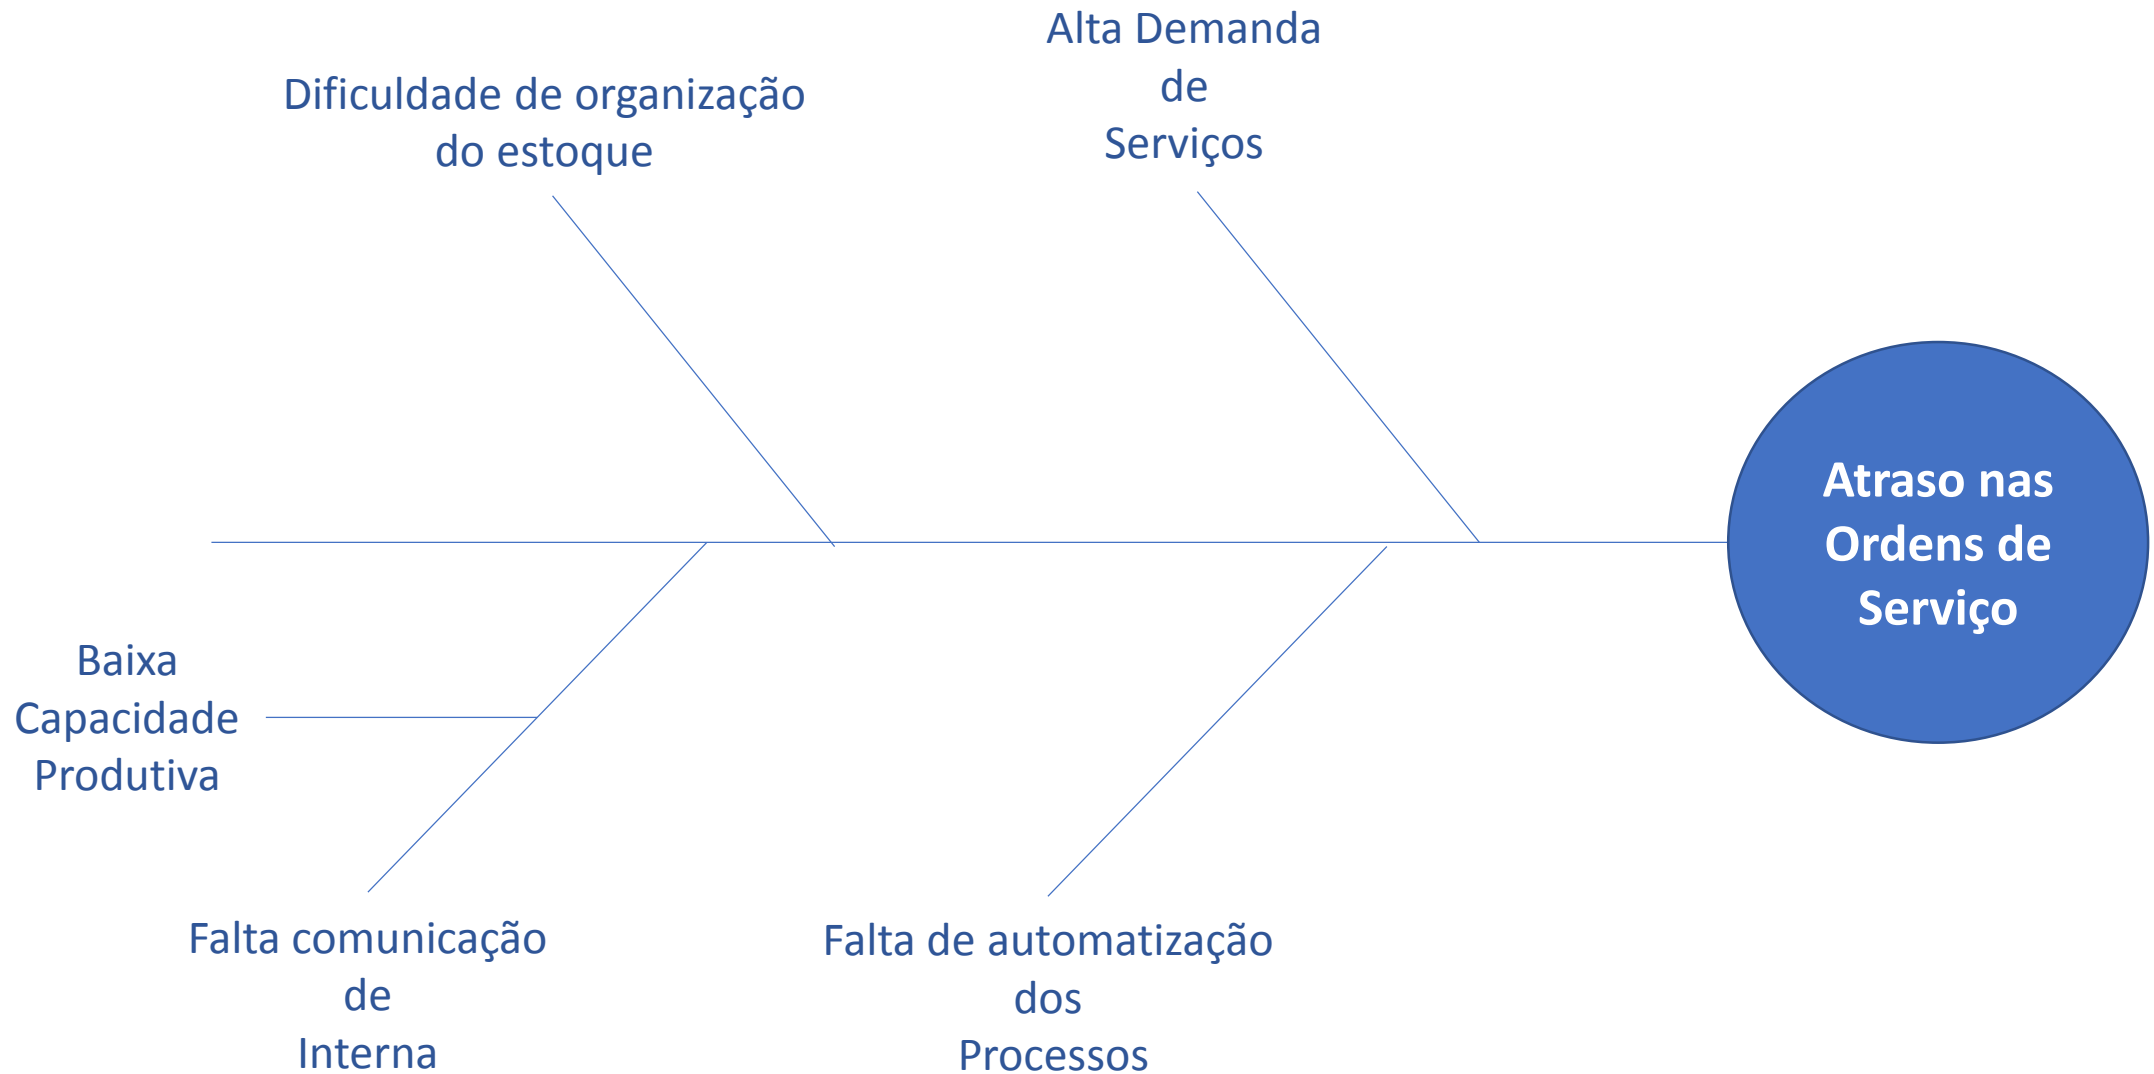 Alta Demanda
de
Serviços
Dificuldade de organização
do estoque
Atraso nas
Ordens de
Serviço
Baixa
Capacidade
Produtiva
Falta comunicação
de
Interna
Falta de automatização
dos
Processos